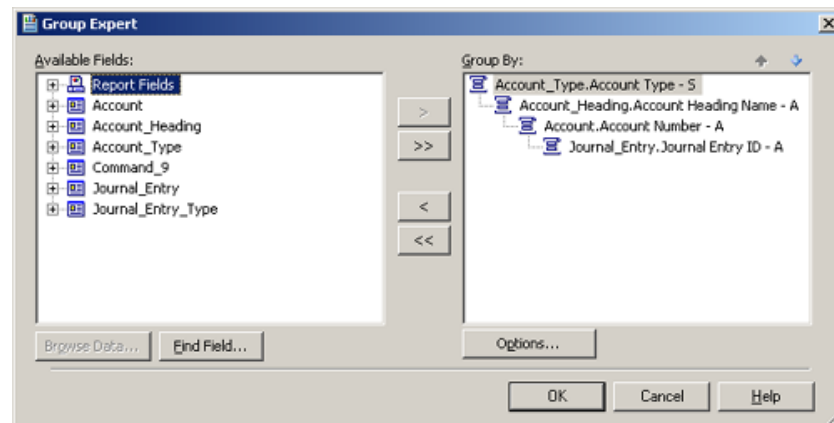 Group Expert
Available Fields:
Report Fields
Account
Account_Heading
Account_Type
Command_9
Journal_Entry
Journal_Entry_Type
>
>>
<
<<
Group By:
Account_Type.Account Type - S
Account_Heading.Account Heading Name - A
Account.Account Number - A
Journal_Entry.Journal Entry ID - A
Browse Data...
Find Field...
Options...
OK
Cancel
Help